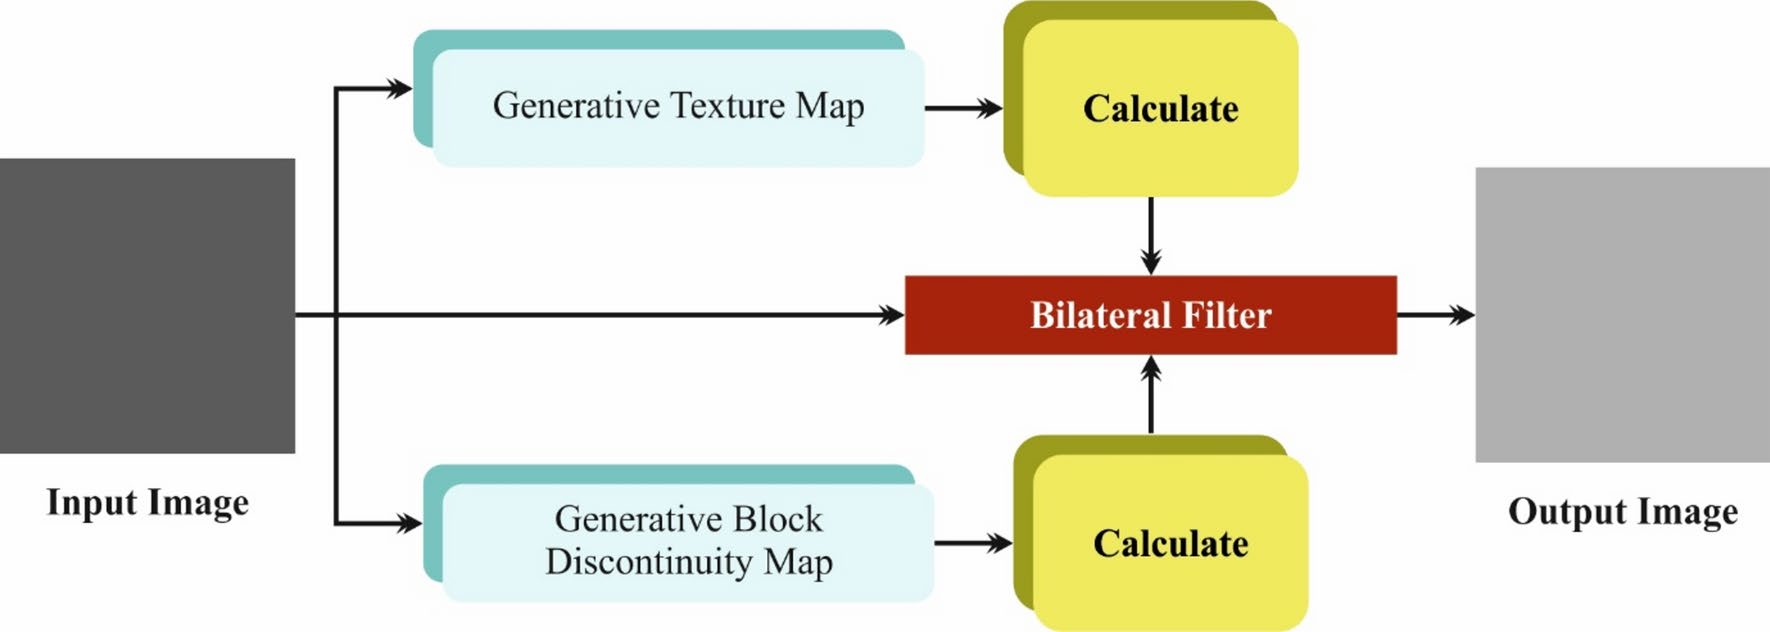 Generative Texture Map
Calculate
Bilateral Filter
Input Image
Output Image
Generative Block
Discontinuity Map
Calculate